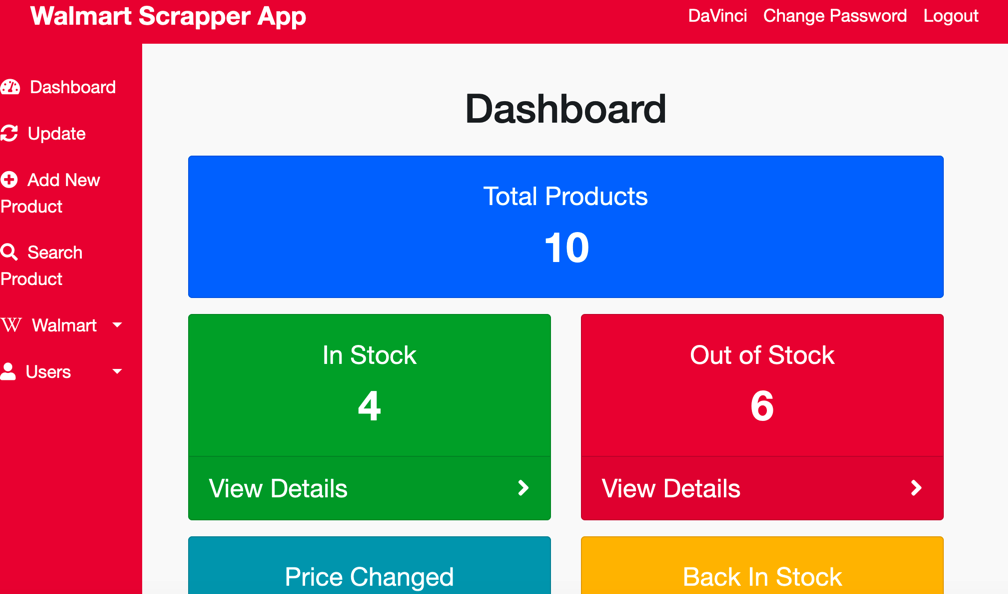 Walmart Scrapper App
DaVinci Change Password Logout
Dashboard
Update
Add New
Product
Search
Product
Walmart
Users
Dashboard
Total Products
10
In Stock
4
View Details
Out of Stock
6
View Details
Price Changed
Back In Stock